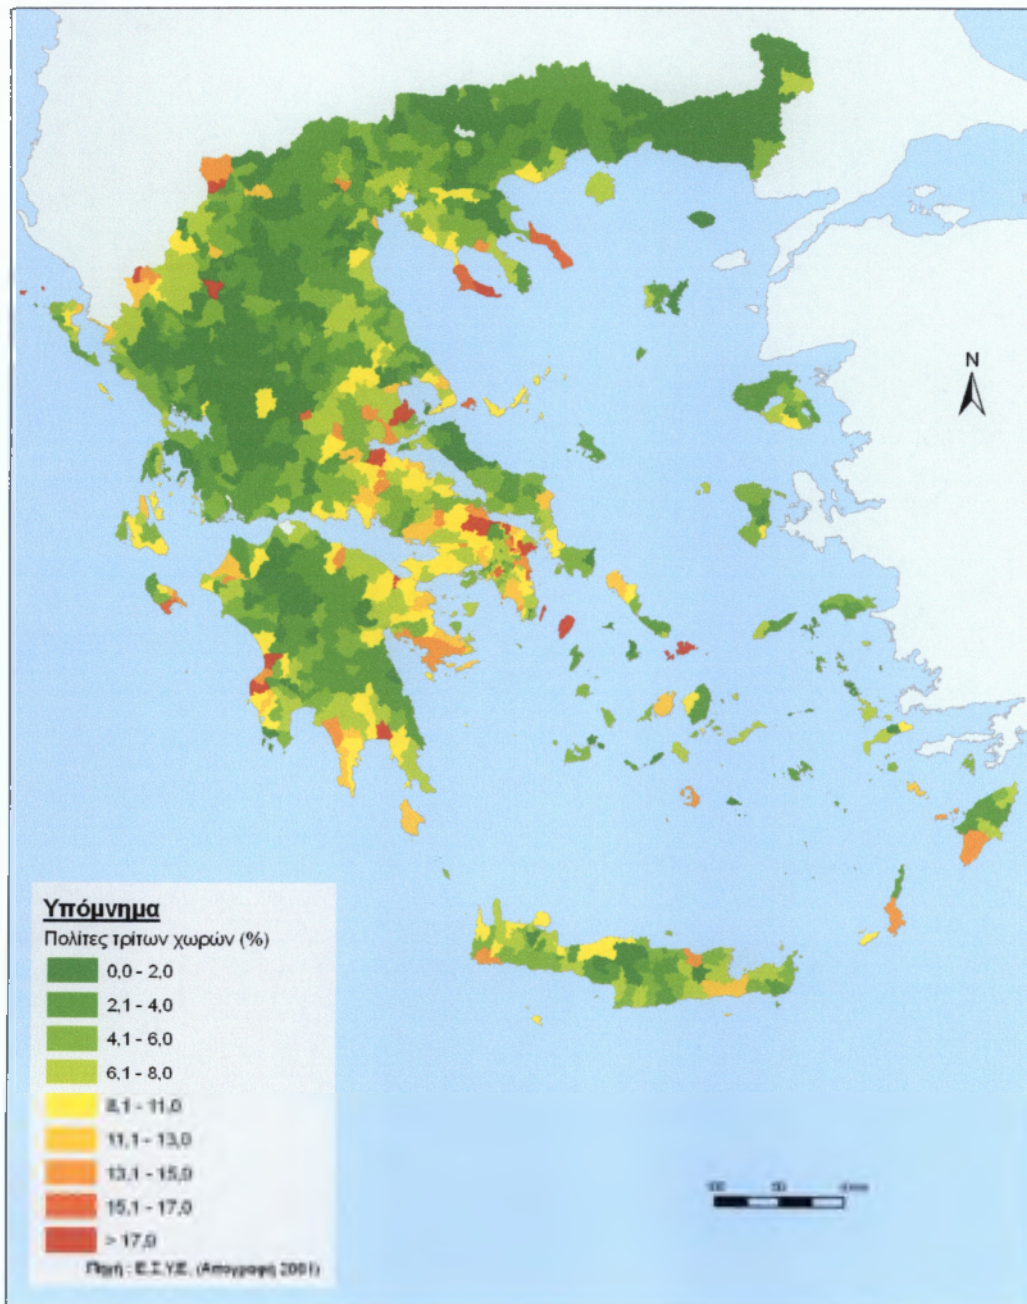 N
Υπόμνημα
Πολίτες τρίτων χωρών (%)
0,0 - 2,0
2,1 - 4,0
4,1 - 6,0
6,1 - 8,0
8,1 - 11,0
11,1 - 13,0
13,1 - 15,0
15,1 - 17,0
> 17,0
Πηγή : Ε.Σ.Υ.Ε. (Απογραφή 2001)